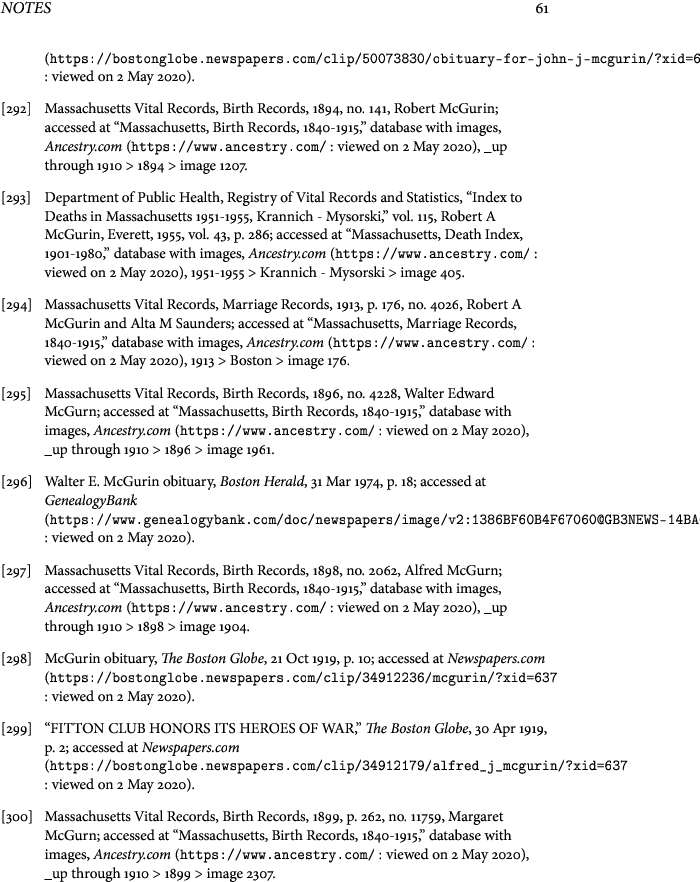 NOTES 61
(https://bostonglobe.newspapers.com/clip/50073830/obituary-for-john-j-mcgurin/?xid=6
: viewed on 2 May 2020).
[292] Massachusetts Vital Records, Birth Records, 1894, no. 141, Robert McGurin;
accessed at “Massachusetts, Birth Records, 1840-1915,” database with images,
Ancestry.com (https://www.ancestry.com/ : viewed on 2 May 2020), _up
through 1910 > 1894 > image 1207.
[293] Department of Public Health, Registry of Vital Records and Statistics, “Index to
Deaths in Massachusetts 1951-1955, Krannich - Mysorski,” vol. 115, Robert A
McGurin, Everett, 1955, vol. 43, p. 286; accessed at “Massachusetts, Death Index,
1901-1980,” database with images, Ancestry.com (https://www.ancestry.com/ :
viewed on 2 May 2020), 1951-1955 > Krannich - Mysorski > image 405.
[294] Massachusetts Vital Records, Marriage Records, 1913, p. 176, no. 4026, Robert A
McGurin and Alta M Saunders; accessed at “Massachusetts, Marriage Records,
1840-1915,” database with images, Ancestry.com (https://www.ancestry.com/ :
viewed on 2 May 2020), 1913 > Boston > image 176.
[295] Massachusetts Vital Records, Birth Records, 1896, no. 4228, Walter Edward
McGurn; accessed at “Massachusetts, Birth Records, 1840-1915,” database with
images, Ancestry.com (https://www.ancestry.com/ : viewed on 2 May 2020),
_up through 1910 > 1896 > image 1961.
[296] Walter E. McGurin obituary, Boston Herald, 31 Mar 1974, p. 18; accessed at
GenealogyBank
(https://www.genealogybank.com/doc/newspapers/image/v2:1386BF60B4F67060@GB3NEWS-14BA
: viewed on 2 May 2020).
[297] Massachusetts Vital Records, Birth Records, 1898, no. 2062, Alfred McGurn;
accessed at “Massachusetts, Birth Records, 1840-1915,” database with images,
Ancestry.com (https://www.ancestry.com/ : viewed on 2 May 2020), _up
through 1910 > 1898 > image 1904.
[298] McGurin obituary, The Boston Globe, 21 Oct 1919, p. 10; accessed at Newspapers.com
(https://bostonglobe.newspapers.com/clip/34912236/mcgurin/?xid=637
: viewed on 2 May 2020).
[299] “FITTON CLUB HONORS ITS HEROES OF WAR,” The Boston Globe, 30 Apr 1919,
p. 2; accessed at Newspapers.com
(https://bostonglobe.newspapers.com/clip/34912179/alfred_j_mcgurin/?xid=637
: viewed on 2 May 2020).
[300] Massachusetts Vital Records, Birth Records, 1899, p. 262, no. 11759, Margaret
McGurn; accessed at “Massachusetts, Birth Records, 1840-1915,” database with
images, Ancestry.com (https://www.ancestry.com/ : viewed on 2 May 2020),
_up through 1910 > 1899 > image 2307.